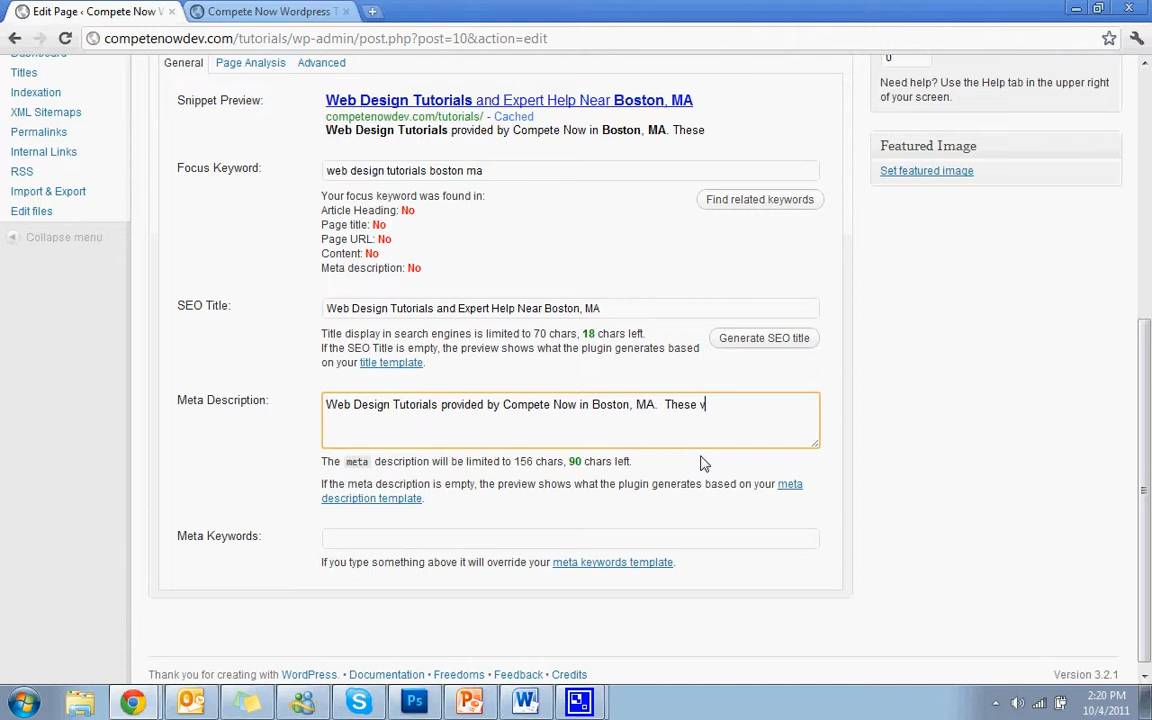 Edit Page ‹ Compete Now W
Compete Now Wordpress T
competenowdev.com/tutorials/wp-admin/post.php?post=10&action=edit
Titles
Indexation
XML Sitemaps
Permalinks
Internal Links
RSS
Import & Export
Edit files
Collapse menu
General
Page Analysis
Advanced
Snippet Preview:
Web Design Tutorials and Expert Help Near Boston, MA
competenowdev.com/tutorials/ - Cached
Web Design Tutorials provided by Compete Now in Boston, MA. These
Focus Keyword:
web design tutorials boston ma
Your focus keyword was found in:
Find related keywords
Article Heading: No
Page title: No
Page URL: No
Content: No
Meta description: No
SEO Title:
Web Design Tutorials and Expert Help Near Boston, MA
Title display in search engines is limited to 70 chars, 18 chars left.
Generate SEO title
If the SEO Title is empty, the preview shows what the plugin generates based
on your title template.
Meta Description:
Web Design Tutorials provided by Compete Now in Boston, MA.  These v
The meta description will be limited to 156 chars, 90 chars left.
If the meta description is empty, the preview shows what the plugin generates based on your meta
description template.
Meta Keywords:
If you type something above it will override your meta keywords template.
0
Need help? Use the Help tab in the upper right
of your screen.
Featured Image
Set featured image
Thank you for creating with WordPress. • Documentation • Freedoms • Feedback • Credits
Version 3.2.1
2:20 PM
10/4/2011